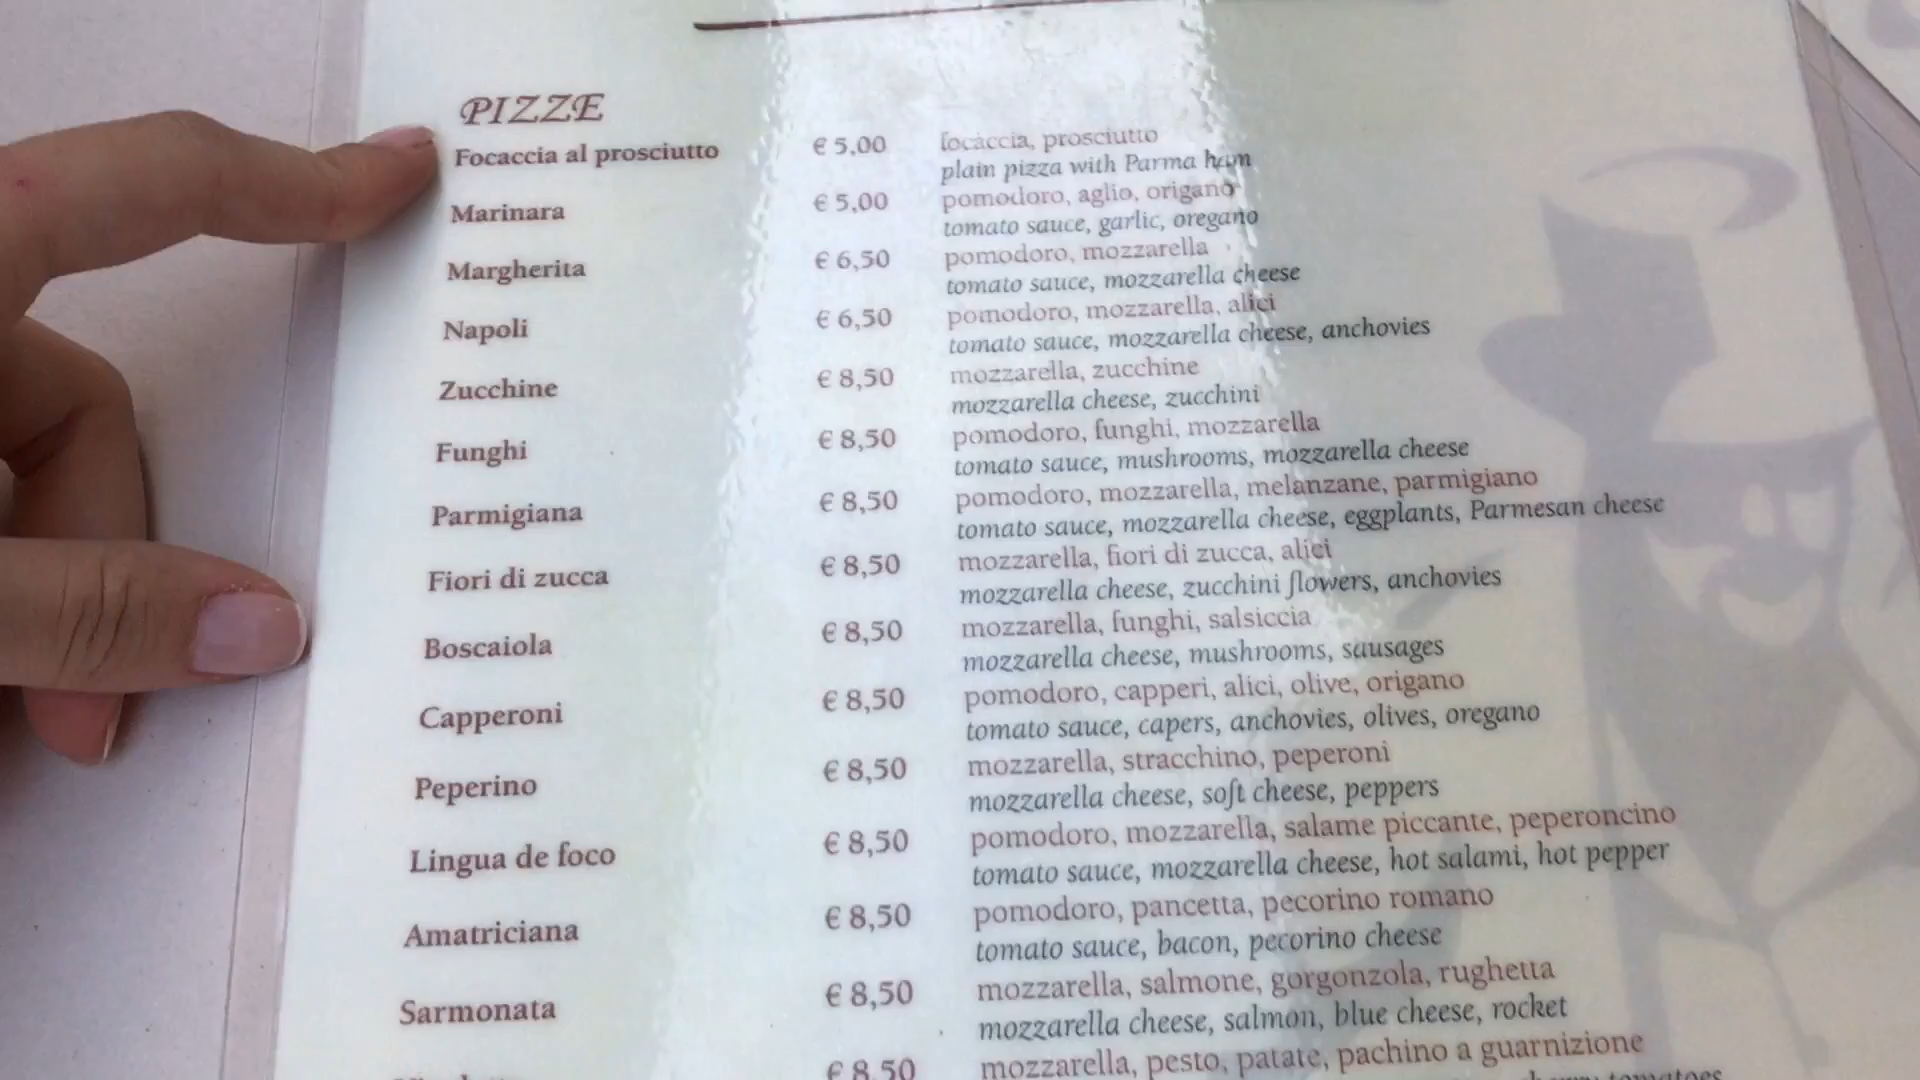 PIZZE
Focaccia al prosciutto € 5,00 focaccia, prosciutto
plain pizza with Parma ham
Marinara € 5,00 pomodoro, aglio, origano
tomato sauce, garlic, oregano
Margherita € 6,50 pomodoro, mozzarella
tomato sauce, mozzarella cheese
Napoli € 6,50 pomodoro, mozzarella, alici
tomato sauce, mozzarella cheese, anchovies
Zucchine € 8,50 mozzarella, zucchine
mozzarella cheese, zucchini
Funghi € 8,50 pomodoro, funghi, mozzarella
tomato sauce, mushrooms, mozzarella cheese
Parmigiana € 8,50 pomodoro, mozzarella, melanzane, parmigiano
tomato sauce, mozzarella cheese, eggplants, Parmesan cheese
Fiori di zucca € 8,50 mozzarella, fiori di zucca, alici
mozzarella cheese, zucchini flowers, anchovies
Boscaiola € 8,50 mozzarella, funghi, salsiccia
mozzarella cheese, mushrooms, sausages
Capperoni € 8,50 pomodoro, capperi, alici, olive, origano
tomato sauce, capers, anchovies, olives, oregano
Peperino € 8,50 mozzarella, stracchino, peperoni
mozzarella cheese, soft cheese, peppers
Lingua de foco € 8,50 pomodoro, mozzarella, salame piccante, peperoncino
tomato sauce, mozzarella cheese, hot salami, hot pepper
Amatriciana € 8,50 pomodoro, pancetta, pecorino romano
tomato sauce, bacon, pecorino cheese
Sarmonata € 8,50 mozzarella, salmone, gorgonzola, rughetta
mozzarella cheese, salmon, blue cheese, rocket
€ 8,50 mozzarella, pesto, patate, pachino a guarnizione
tomatoes